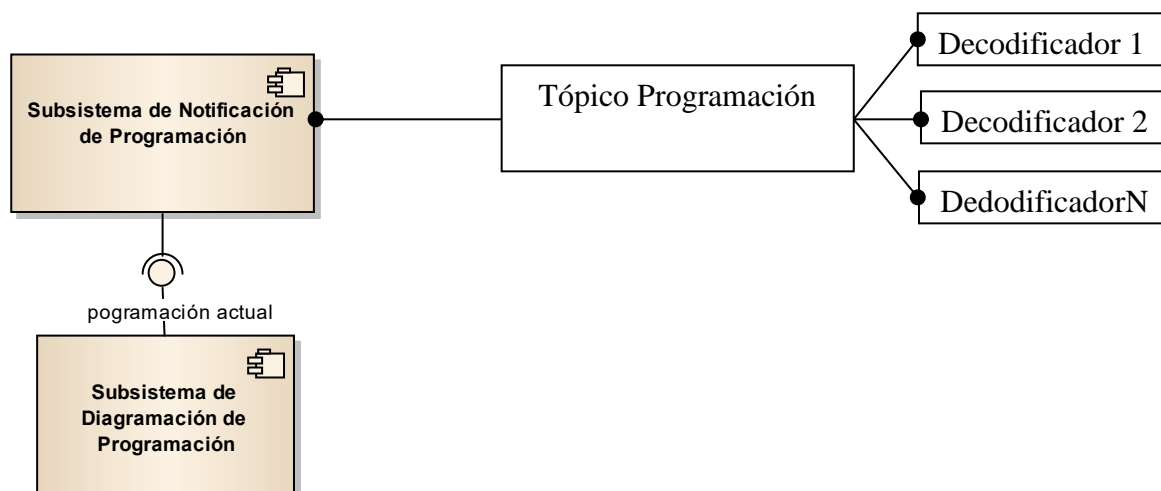 Subsistema de Notificación
de Programación
Tópico Programación
Decodificador 1
Decodificador 2
DedodificadorN
pogramación actual
Subsistema de
Diagramación de
Programación